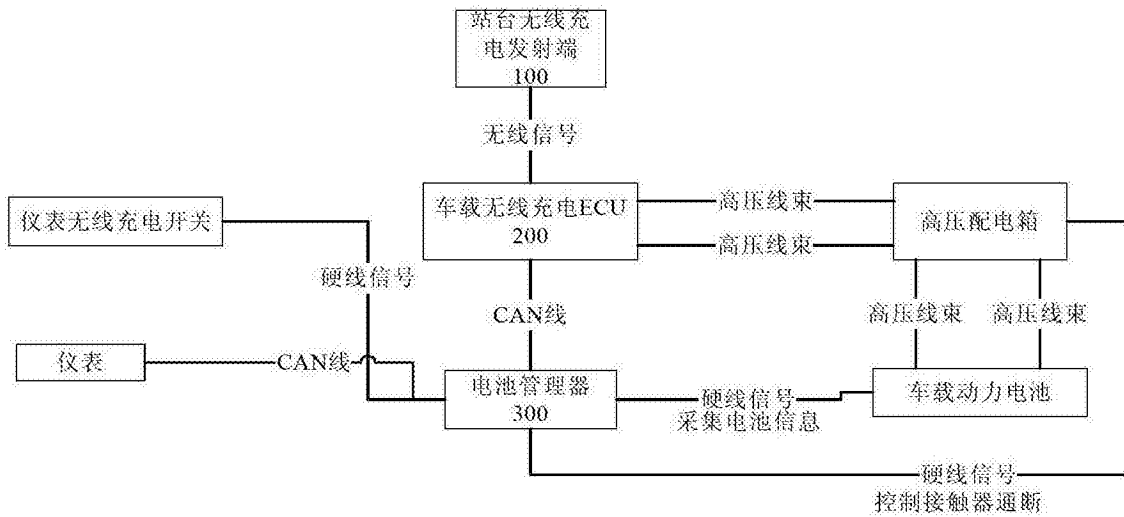 站台无线充
电发射端
100
无线信号
车载无线充电ECU
200
高压线束
高压线束
高压配电箱
仪表无线充电开关
硬线信号
CAN线
高压线束
高压线束
仪表
CAN线
电池管理器
300
硬线信号
采集电池信息
车载动力电池
硬线信号
控制接触器通断